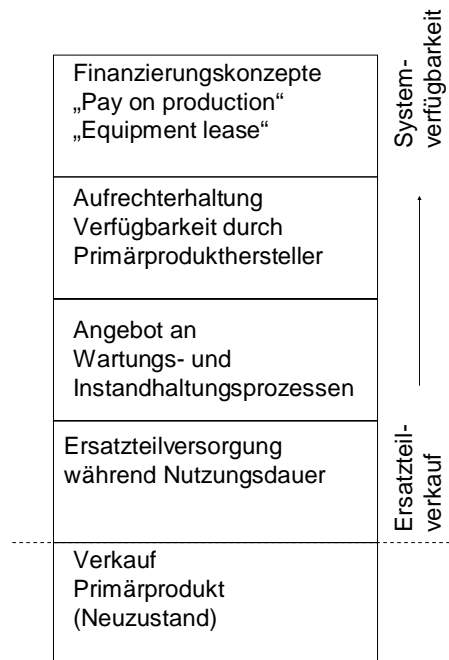 Finanzierungskonzepte
„Pay on production“
„Equipment lease“
Aufrechterhaltung
Verfügbarkeit durch
Primärprodukthersteller
Angebot an
Wartungs- und
Instandhaltungsprozessen
Ersatzteilversorgung
während Nutzungsdauer
Verkauf
Primärprodukt
(Neuzustand)
System-
verfügbarkeit
Ersatzteil-
verkauf